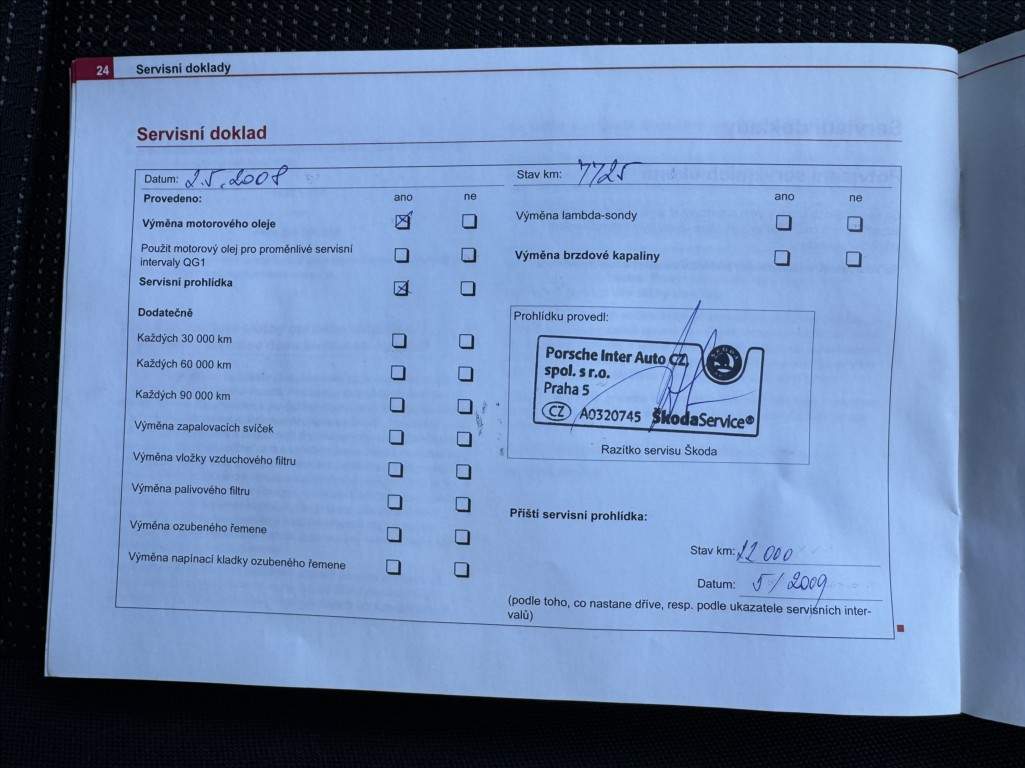 24 Servisní doklady
Servisní doklad
Datum: 2.5.2008
Stav km: 7725
Provedeno: ano ne
ano ne
Výměna motorového oleje
Použit motorový olej pro proměnlivé servisní
intervaly QG1
Servisní prohlídka
Dodatečně
Každých 30 000 km
Každých 60 000 km
Každých 90 000 km
Výměna zapalovacích svíček
Výměna vložky vzduchového filtru
Výměna palivového filtru
Výměna ozubeného řemene
Výměna napínací kladky ozubeného řemene
Výměna lambda-sondy
Výměna brzdové kapaliny
Prohlídku provedl:
Porsche Inter Auto CZ,
spol. s r.o.
Praha 5
CZ A0320745 ŠkodaService®
Razítko servisu Škoda
Příští servisní prohlídka:
Stav km: 22 000
Datum: 5/2009
(podle toho, co nastane dříve, resp. podle ukazatele servisních inter-
valů)